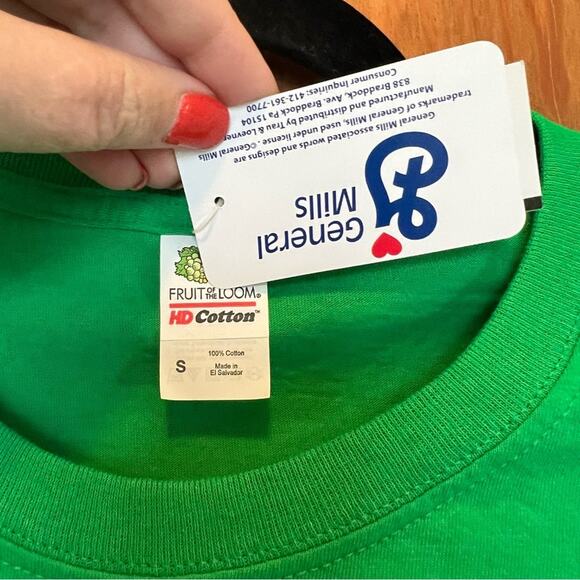 General
Mills
General Mills associated words and designs are
trademarks of General Mills, used under license - ©General Mills
Manufactured and distributed by Trau & Loevner
838 Braddock, Ave. Braddock Pa 15104
Consumer Inquiries: 412-361-7700
FRUIT OF THE LOOM®
HD Cotton™
S
100% Cotton
Made in
El Salvador